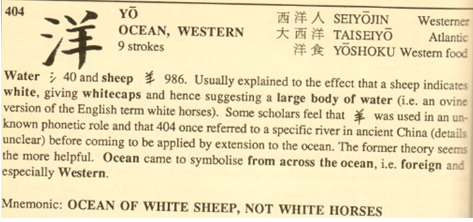 404
洋
YŌ
OCEAN, WESTERN
9 strokes
西洋人 SEIYŌJIN Westerner
大西洋 TAISEIYŌ Atlantic
洋食 YŌSHOKU Western food
Water 氵 40 and sheep 𦍌 986. Usually explained to the effect that a sheep indicates
white, giving whitecaps and hence suggesting a large body of water (i.e. an ovine
version of the English term white horses). Some scholars feel that 𦍌 was used in an un-
known phonetic role and that 404 once referred to a specific river in ancient China (details
unclear) before coming to be applied by extension to the ocean. The former theory seems
the more helpful. Ocean came to symbolise from across the ocean, i.e. foreign and
especially Western.
Mnemonic: OCEAN OF WHITE SHEEP, NOT WHITE HORSES